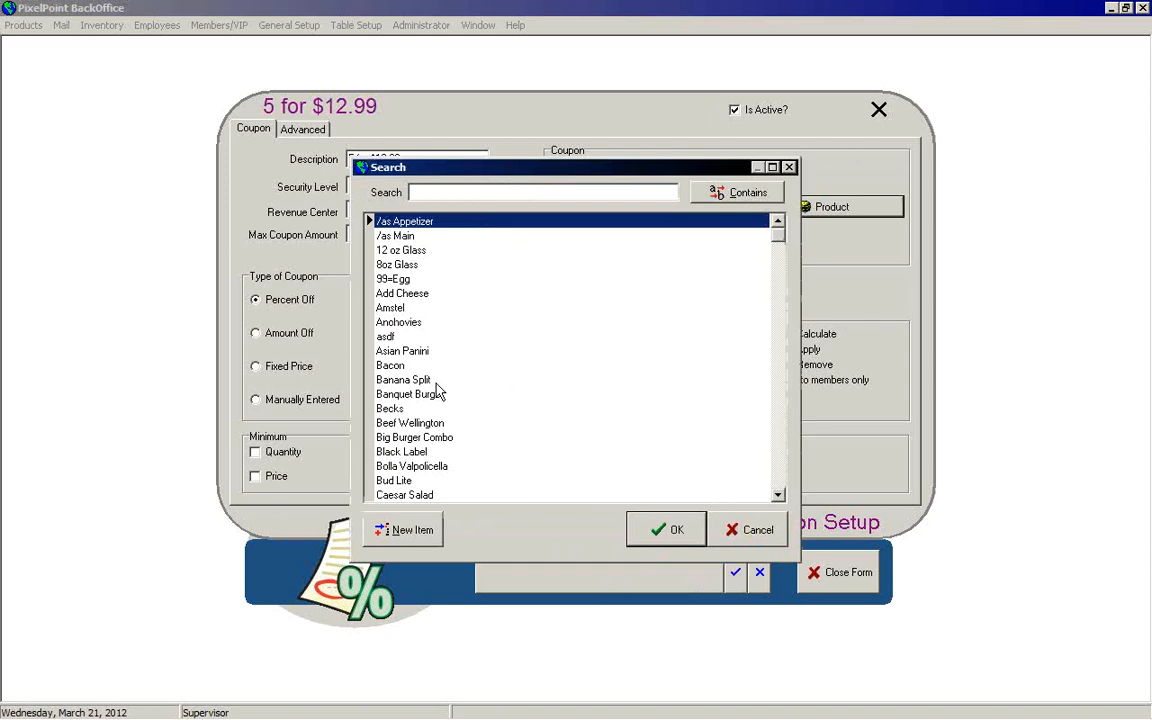 PixelPoint BackOffice
Products Mail Inventory Employees Members/VIP General Setup Table Setup Administrator Window Help
5 for $12.99
Is Active?
Coupon Advanced
Description
Coupon
Security Level
Revenue Center
Product
Max Coupon Amount
Type of Coupon
Percent Off
Amount Off
Fixed Price
Manually Entered
Calculate
Apply
Remove
to members only
Minimum
Quantity
Price
Search
Search
Contains
/as Appetizer
/as Main
12 oz Glass
8oz Glass
99=Egg
Add Cheese
Amstel
Anohovies
asdf
Asian Panini
Bacon
Banana Split
Banquet Burg
Becks
Beef Wellington
Big Burger Combo
Black Label
Bolla Valpolicella
Bud Lite
Caesar Salad
New Item
OK
Cancel
on Setup
%
Close Form
Wednesday, March 21, 2012
Supervisor